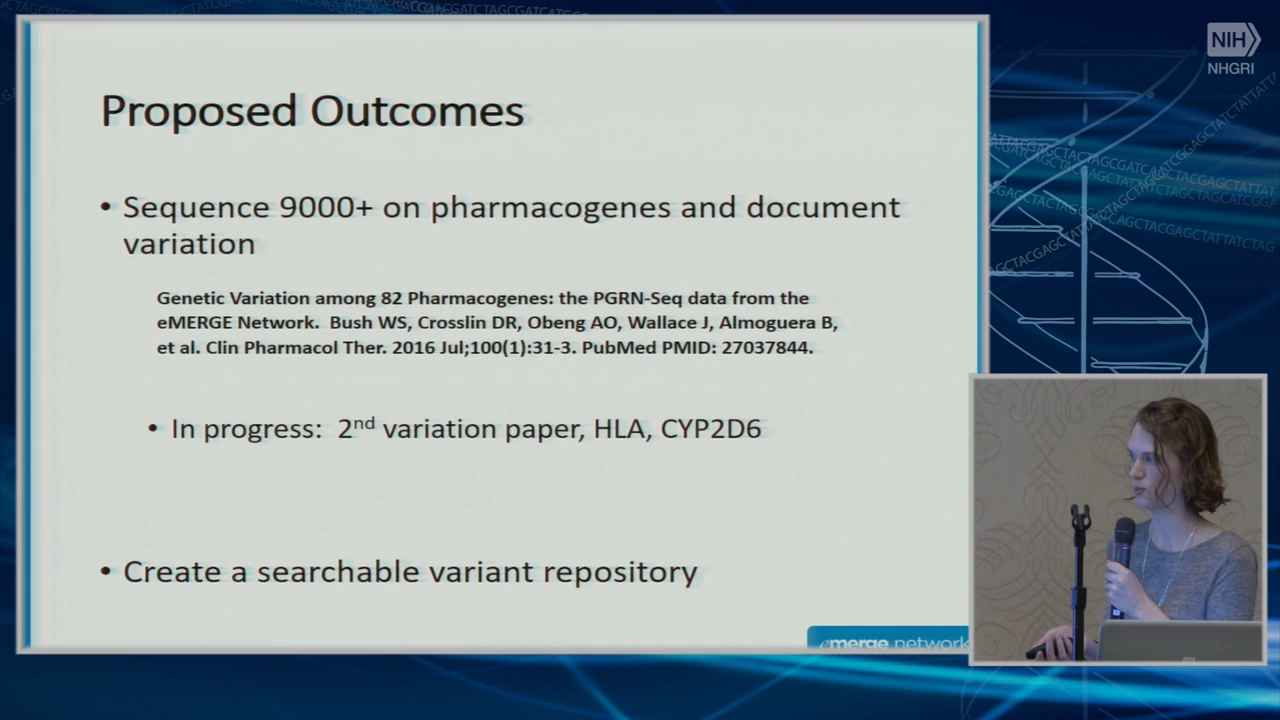 NIH
NHGRI
Proposed Outcomes
• Sequence 9000+ on pharmacogenes and document
variation
Genetic Variation among 82 Pharmacogenes: the PGRN-Seq data from the
eMERGE Network. Bush WS, Crosslin DR, Obeng AO, Wallace J, Almoguera B,
et al. Clin Pharmacol Ther. 2016 Jul;100(1):31-3. PubMed PMID: 27037844.
• In progress: 2nd variation paper, HLA, CYP2D6
• Create a searchable variant repository
emerge network